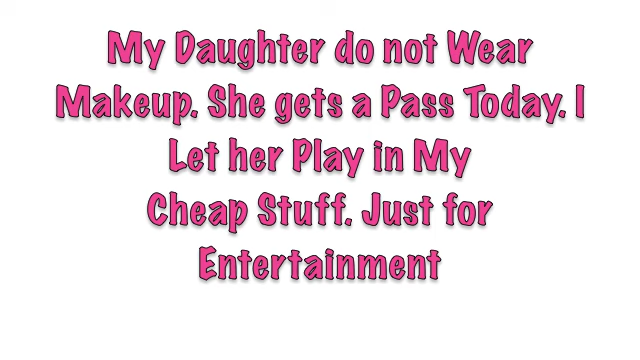 My Daughter do not Wear
Makeup. She gets a Pass Today. I
Let her Play in My
Cheap Stuff. Just for
Entertainment